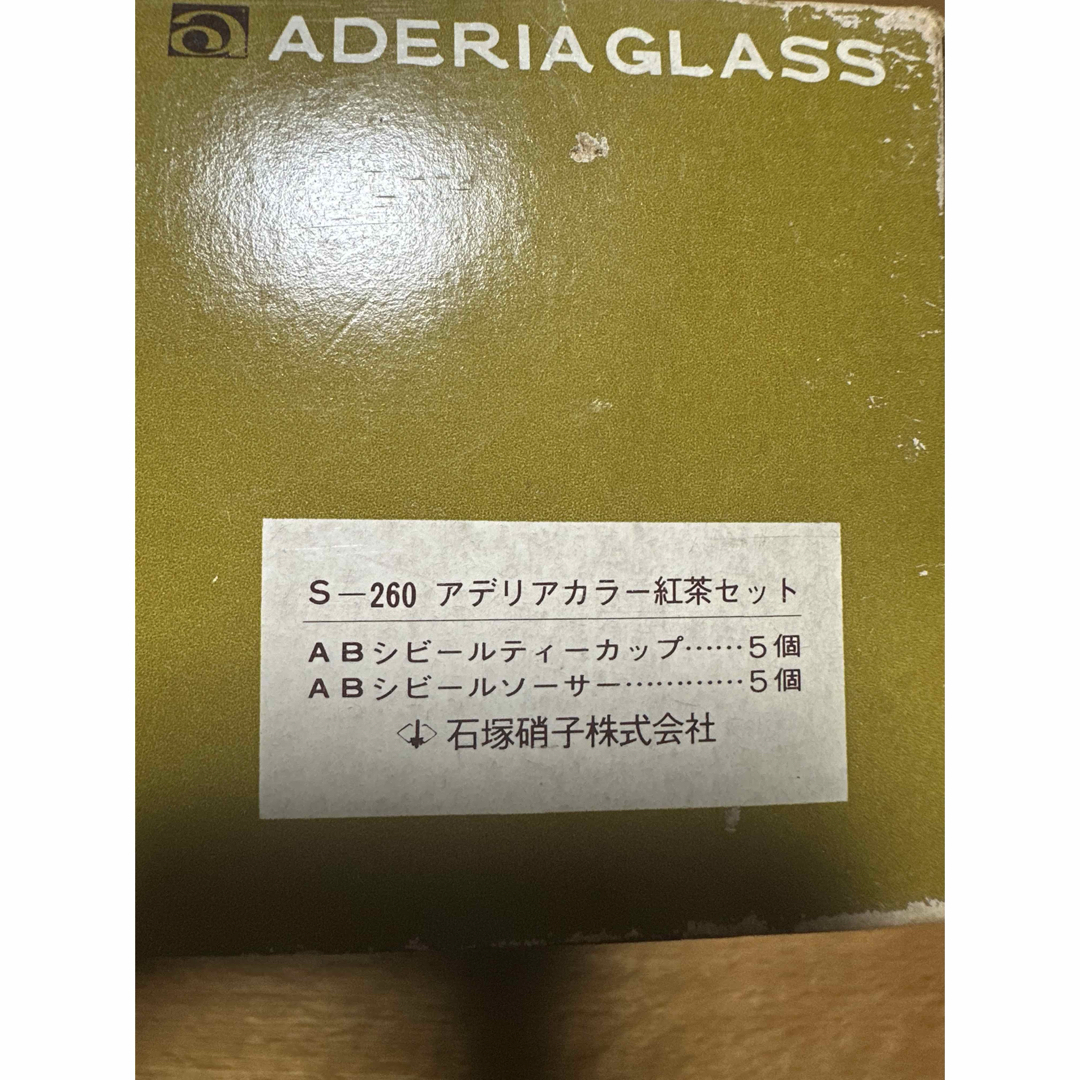 a ADERIA GLASS
S—260 アデリアカラー紅茶セット
ABシビールティーカップ……5個
ABシビールソーサー…………5個
石塚硝子株式会社